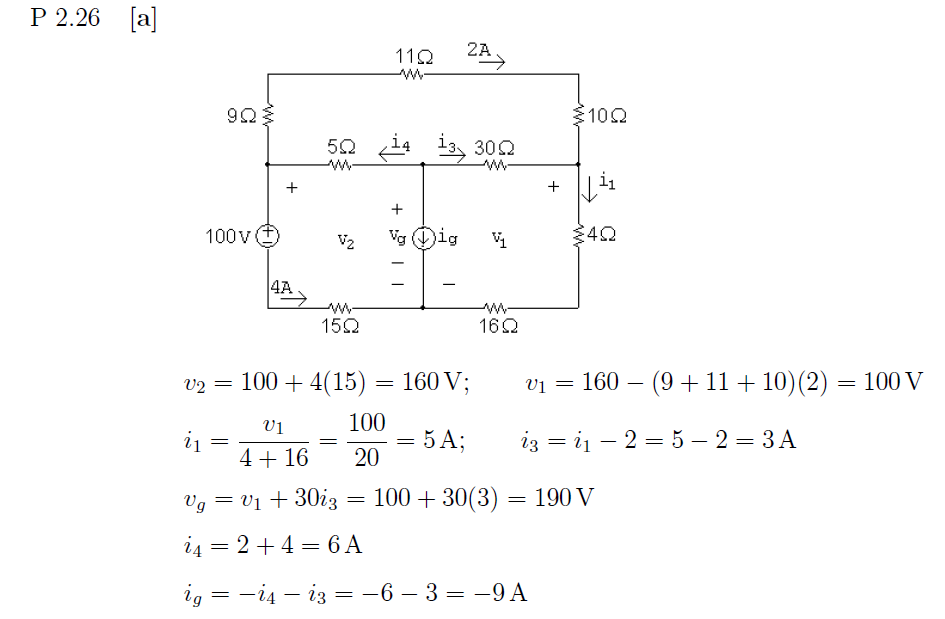 P 2.26 [a]
11Ω 2A
9Ω 10Ω
5Ω i4 i3 30Ω
+ + i1
+
100V v2 vg ig v1 4Ω
−
4A − −
15Ω 16Ω
v₂ = 100 + 4(15) = 160 V; v₁ = 160 − (9 + 11 + 10)(2) = 100 V
i₁ = v₁/(4 + 16) = 100/20 = 5 A; i₃ = i₁ − 2 = 5 − 2 = 3 A
v_g = v₁ + 30i₃ = 100 + 30(3) = 190 V
i₄ = 2 + 4 = 6 A
i_g = −i₄ − i₃ = −6 − 3 = −9 A